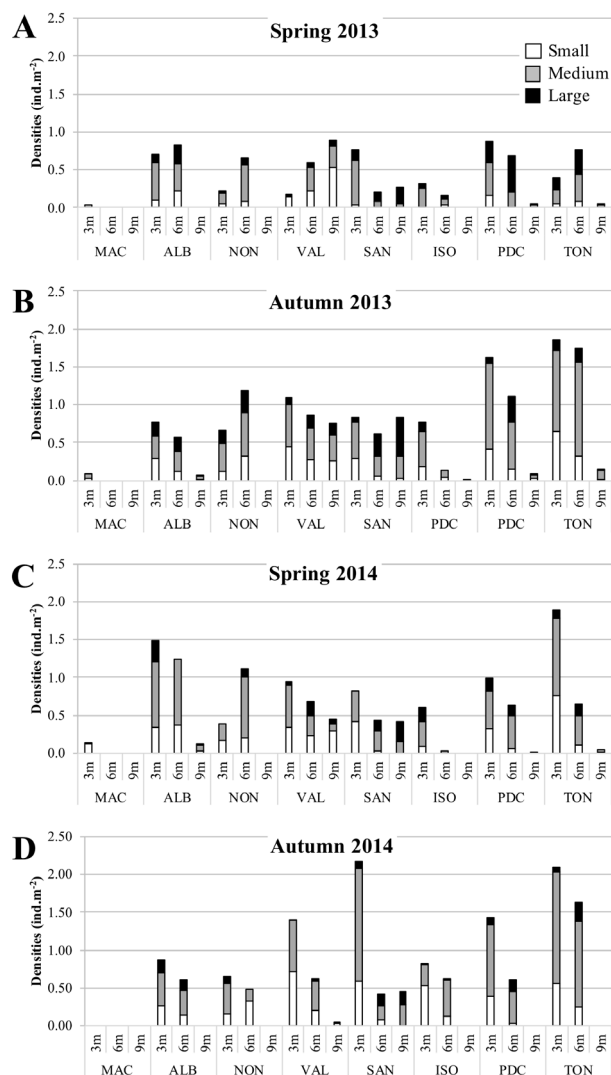 A
Spring 2013
Densities (ind.m-2)
2.5
2.0
1.5
1.0
0.5
0.0
Small
Medium
Large
3m 6m 9m 3m 6m 9m 3m 6m 9m 3m 6m 9m 3m 6m 9m 3m 6m 9m 3m 6m 9m 3m 6m 9m
MAC ALB NON VAL SAN ISO PDC TON
B
Autumn 2013
Densities (ind.m-2)
2.5
2.0
1.5
1.0
0.5
0.0
3m 6m 9m 3m 6m 9m 3m 6m 9m 3m 6m 9m 3m 6m 9m 3m 6m 9m 3m 6m 9m 3m 6m 9m
MAC ALB NON VAL SAN PDC PDC TON
C
Spring 2014
Densities (ind.m-2)
2.5
2.0
1.5
1.0
0.5
0.0
3m 6m 9m 3m 6m 9m 3m 6m 9m 3m 6m 9m 3m 6m 9m 3m 6m 9m 3m 6m 9m 3m 6m 9m
MAC ALB NON VAL SAN ISO PDC TON
D
Autumn 2014
Densities (ind.m-2)
2.50
2.00
1.50
1.00
0.50
0.00
3m 6m 9m 3m 6m 9m 3m 6m 9m 3m 6m 9m 3m 6m 9m 3m 6m 9m 3m 6m 9m 3m 6m 9m
MAC ALB NON VAL SAN ISO PDC TON